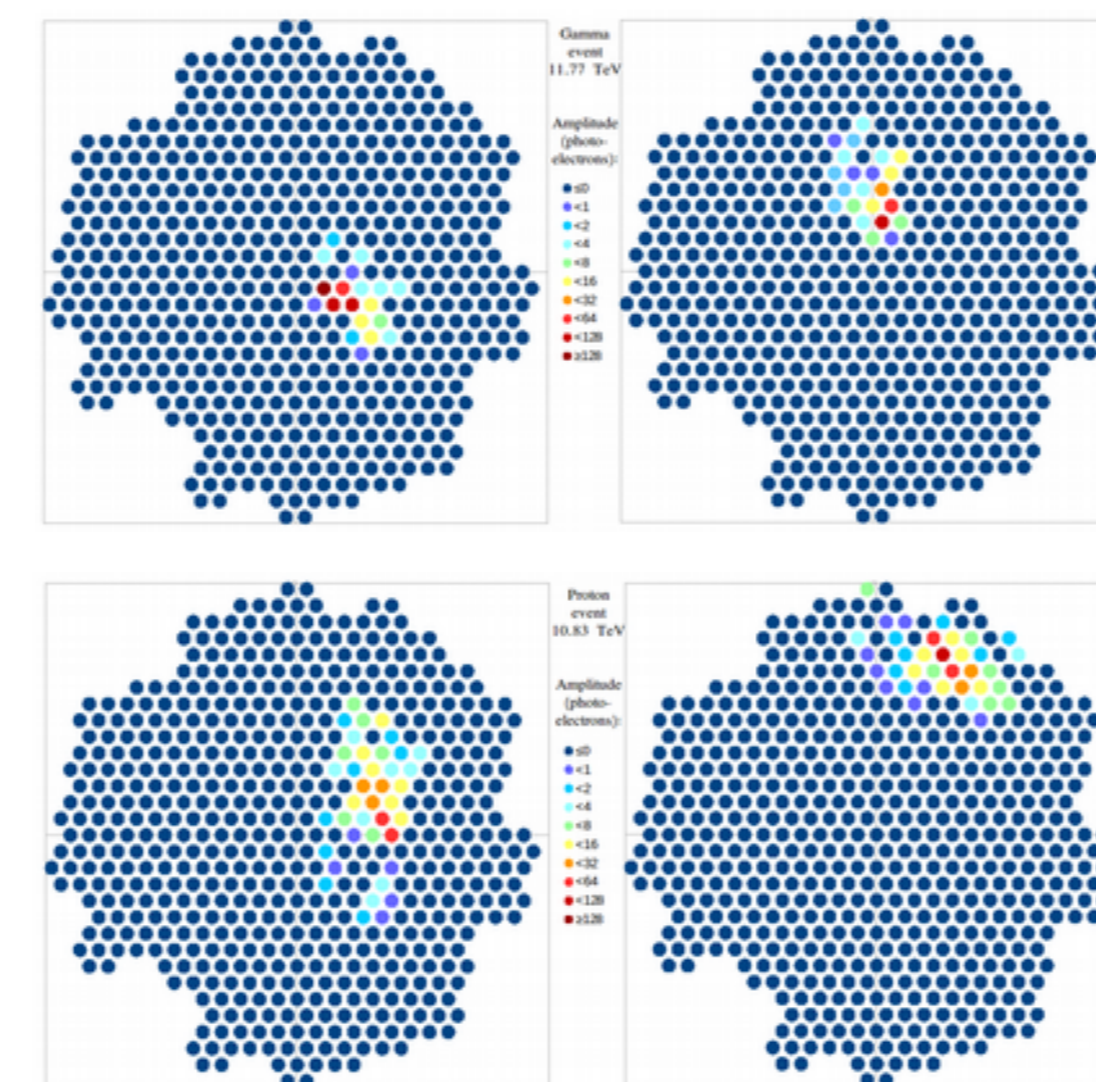 Gamma
event
11.77 TeV
Amplitude
(photo-
electrons):
≤0
<1
<2
<4
<8
<16
<32
<64
<128
≥128
Proton
event
10.83 TeV
Amplitude
(photo-
electrons):
≤0
<1
<2
<4
<8
<16
<32
<64
<128
≥128